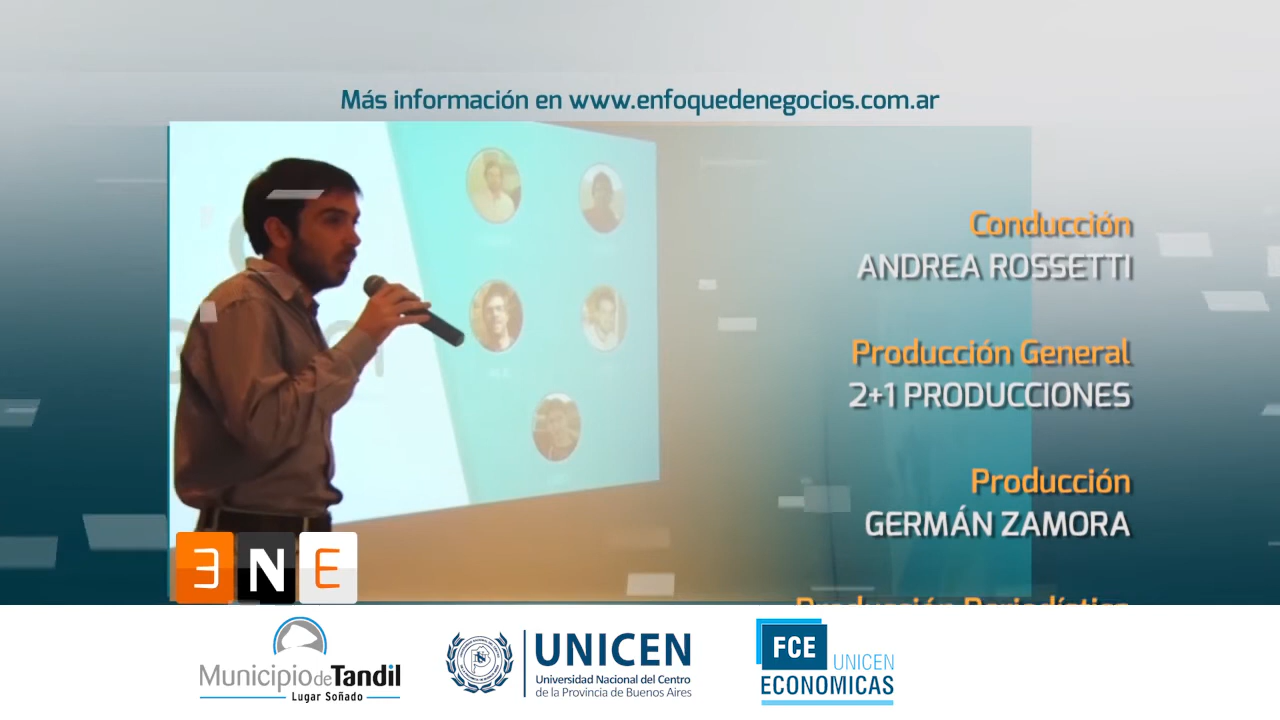 Más información en www.enfoquedenegocios.com.ar
Conducción
ANDREA ROSSETTI
Producción General
2+1 PRODUCCIONES
Producción
GERMÁN ZAMORA
Producción Periodística
ENE
Municipio de Tandil
Lugar Soñado
UNICEN
Universidad Nacional del Centro
de la Provincia de Buenos Aires
FCE
UNICEN
ECONOMICAS